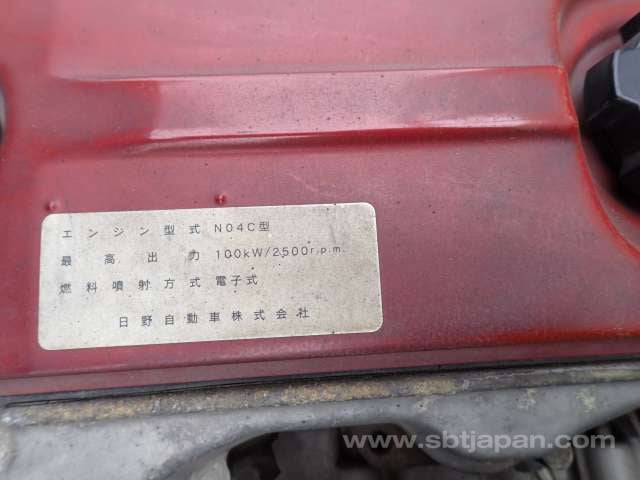 エンジン型式 N04C型
最高出力 100kW/2500r.p.m.
燃料噴射方式 電子式
日野自動車株式会社
www.sbtjapan.com